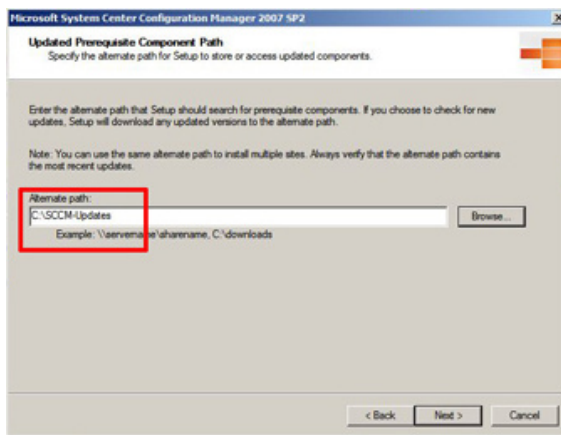 Microsoft System Center Configuration Manager 2007 SP2
Updated Prerequisite Component Path
Specify the alternate path for Setup to store or access updated components.
Enter the alternate path that Setup should search for prerequisite components. If you choose to check for new
updates, Setup will download any updated versions to the alternate path.
Note: You can use the same alternate path to install multiple sites. Always verify that the alternate path contains
the most recent updates.
Alternate path:
C:\SCCM-Updates
Browse...
Example: \\servername\sharename, C:\downloads
< Back
Next >
Cancel